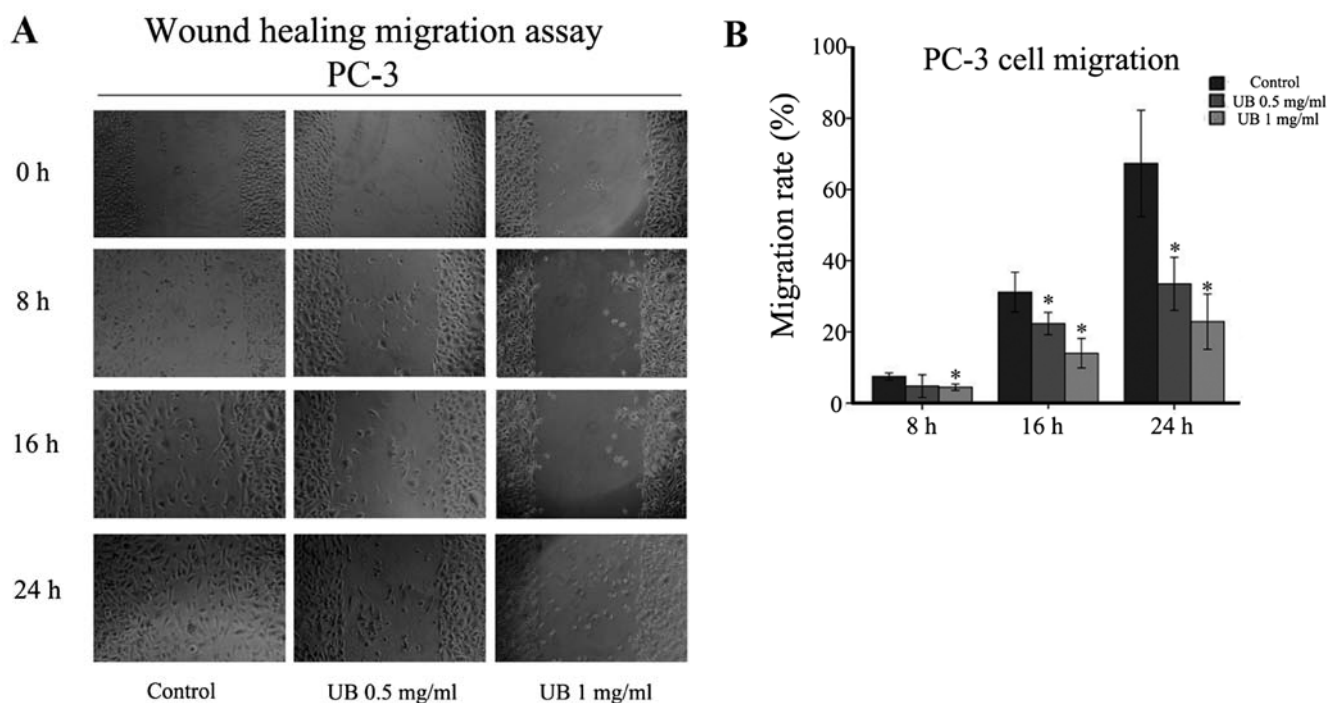 A
Wound healing migration assay
PC-3
0 h
8 h
16 h
24 h
Control
UB 0.5 mg/ml
UB 1 mg/ml
B
PC-3 cell migration
Control
UB 0.5 mg/ml
UB 1 mg/ml
Migration rate (%)
100
80
60
40
20
0
*
*
*
*
*
8 h
16 h
24 h